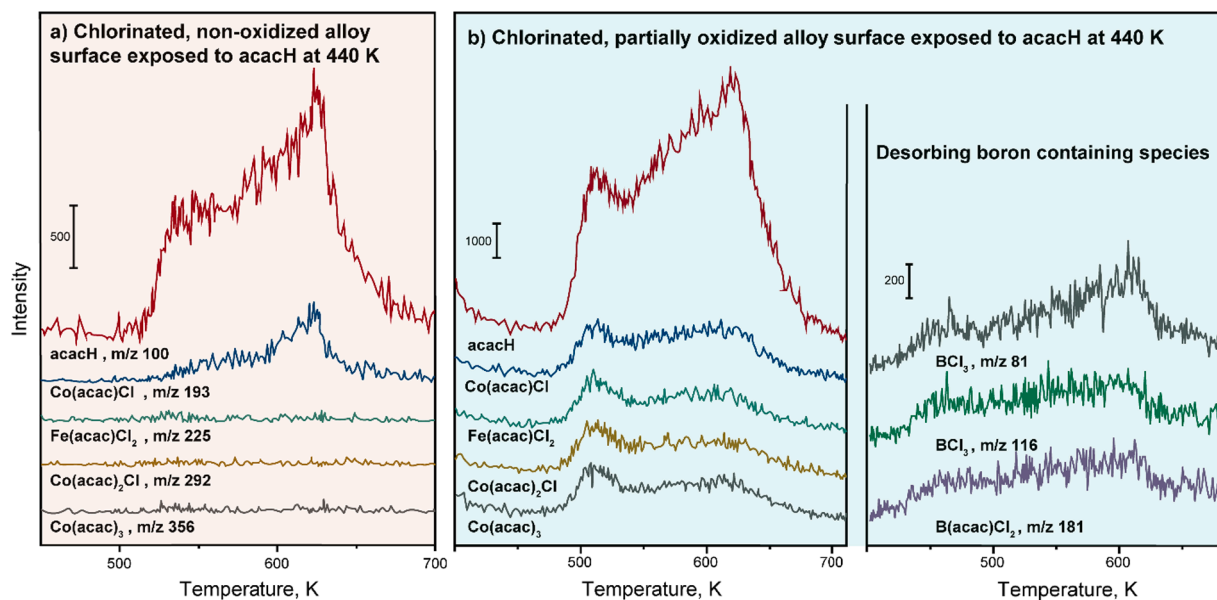 a) Chlorinated, non-oxidized alloy
surface exposed to acacH at 440 K
500
Intensity
acacH , m/z 100
Co(acac)Cl , m/z 193
Fe(acac)Cl₂ , m/z 225
Co(acac)₂Cl , m/z 292
Co(acac)₃ , m/z 356
500 600 700
Temperature, K
b) Chlorinated, partially oxidized alloy surface exposed to acacH at 440 K
1000
acacH
Co(acac)Cl
Fe(acac)Cl₂
Co(acac)₂Cl
Co(acac)₃
500 600 700
Temperature, K
Desorbing boron containing species
200
BCl₃ , m/z 81
BCl₃ , m/z 116
B(acac)Cl₂ , m/z 181
500 600
Temperature, K